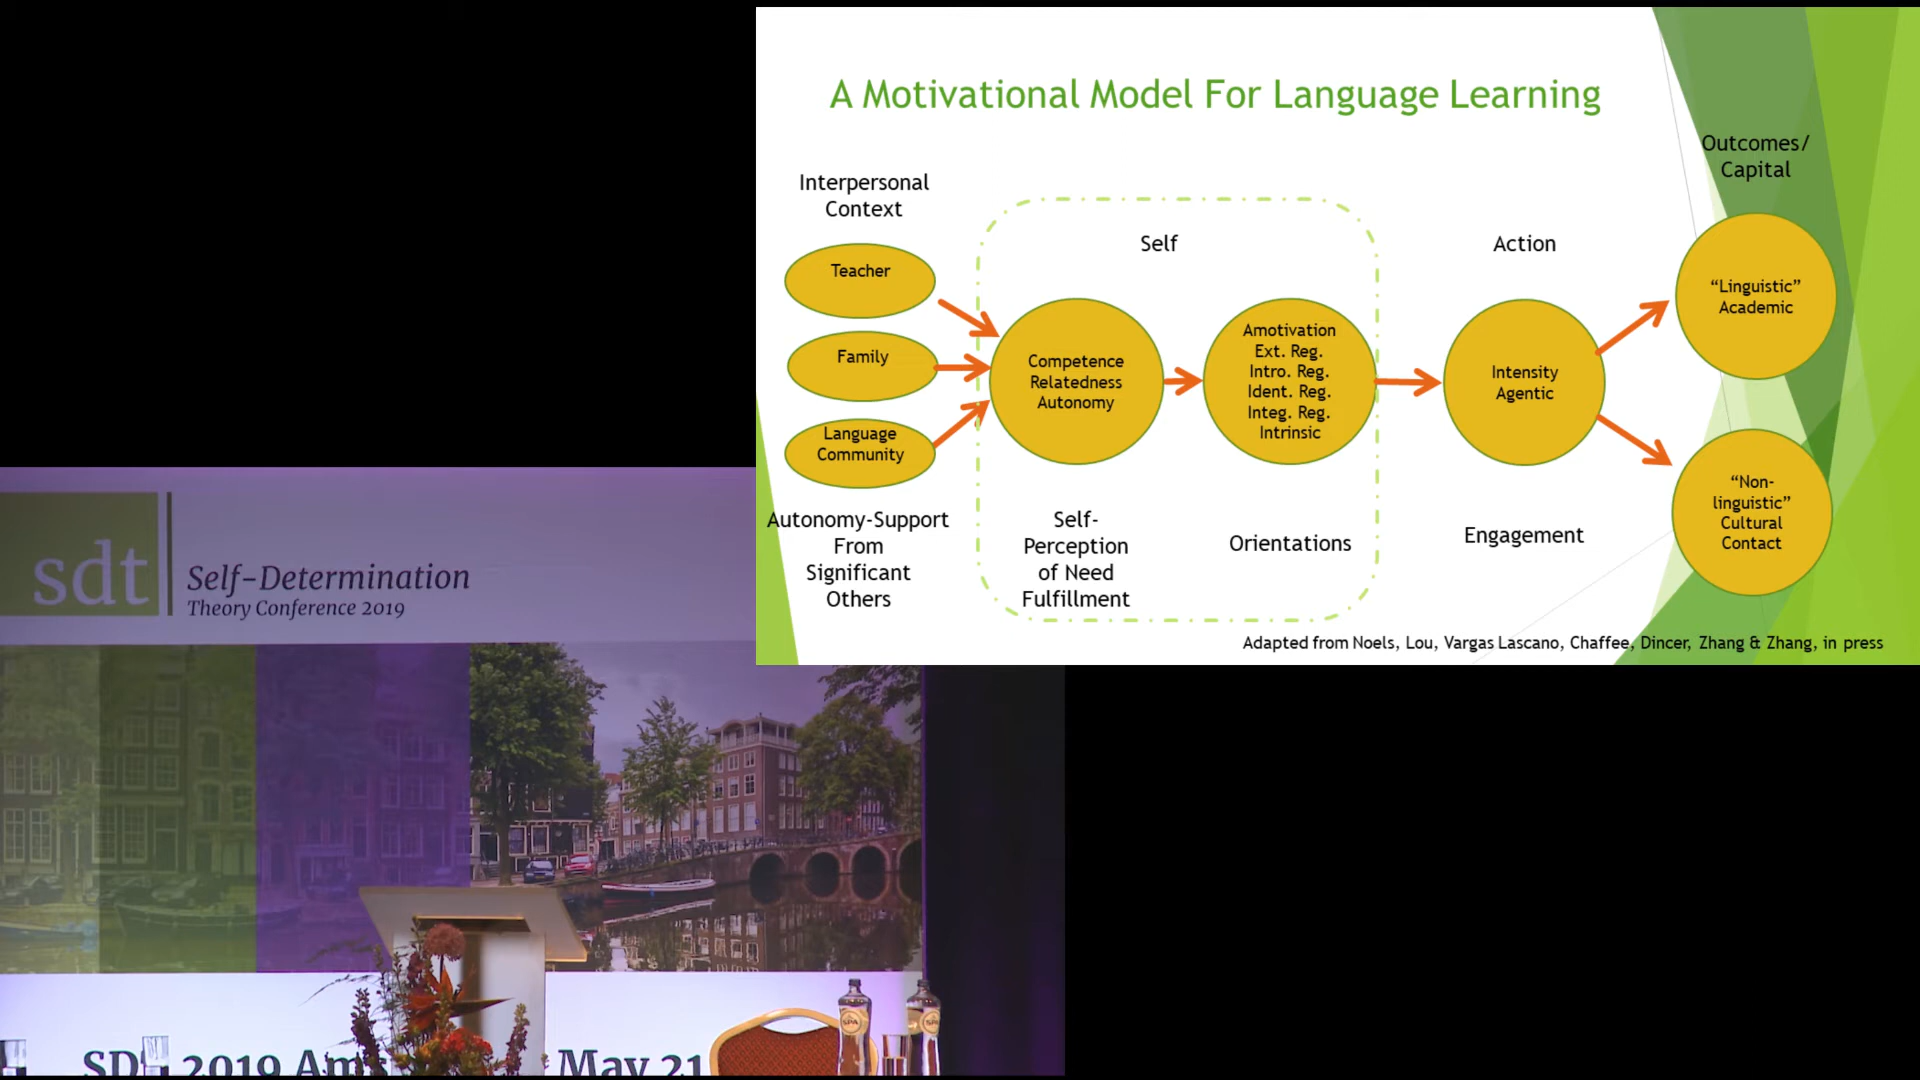 A Motivational Model For Language Learning
Outcomes/
Capital
Interpersonal
Context
Self
Action
Teacher
Family
Language
Community
Competence
Relatedness
Autonomy
Amotivation
Ext. Reg.
Intro. Reg.
Ident. Reg.
Integ. Reg.
Intrinsic
Intensity
Agentic
“Linguistic”
Academic
“Non-
linguistic”
Cultural
Contact
Autonomy-Support
From
Significant
Others
Self-
Perception
of Need
Fulfillment
Orientations
Engagement
Adapted from Noels, Lou, Vargas Lascano, Chaffee, Dincer, Zhang & Zhang, in press
sdt
Self-Determination
Theory Conference 2019
SPA
SPA
2019 May 21